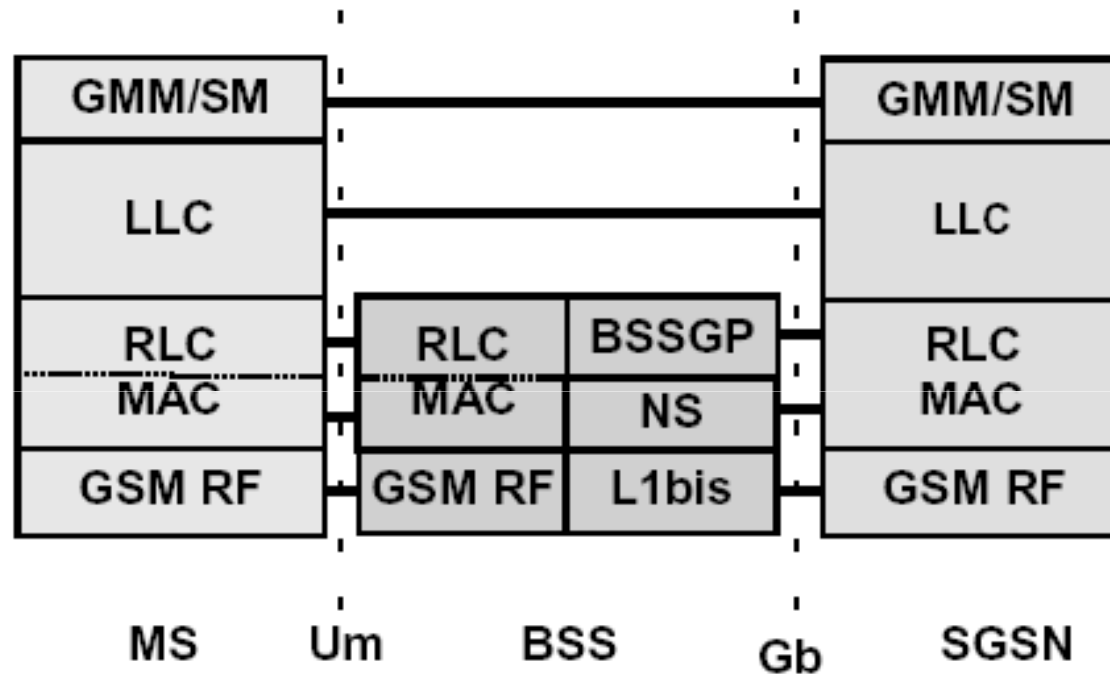 GMM/SM GMM/SM
LLC LLC
RLC RLC BSSGP RLC
MAC MAC NS MAC
GSM RF GSM RF L1bis GSM RF
MS Um BSS Gb SGSN